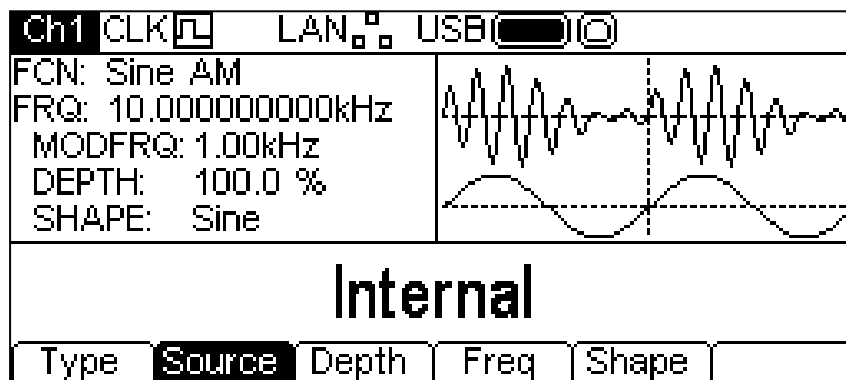 Ch1 CLK LAN USB
FCN: Sine AM
FRQ: 10.000000000kHz
MODFRQ: 1.00kHz
DEPTH: 100.0 %
SHAPE: Sine
Internal
Type Source Depth Freq Shape